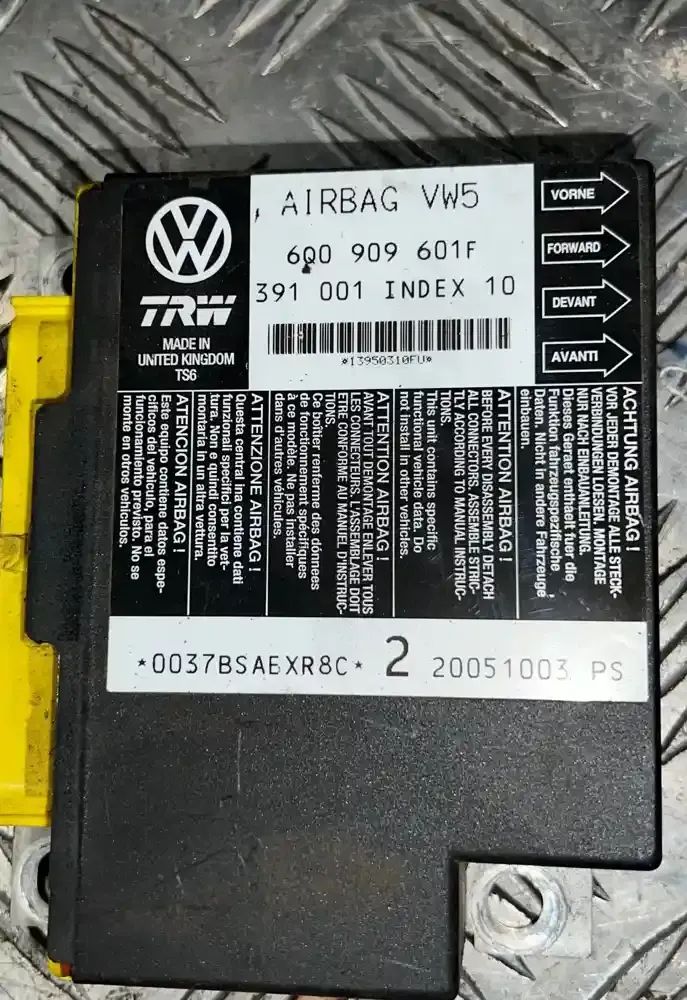 AIRBAG VW5
6Q0 909 601F
391 001 INDEX 10
*13950310FU*
VW
TRW
MADE IN
UNITED KINGDOM
TS6
VORNE
FORWARD
DEVANT
AVANTI
ACHTUNG AIRBAG !
VOR JEDER DEMONTAGE ALLE STECK-
VERBINDUNGEN LOESEN. MONTAGE
NUR NACH EINBAUANLEITUNG.
Dieses Geraet enthaelt fuer die
Funktion fahrzeugspezifische
Daten. Nicht in andere Fahrzeuge
einbauen.
ATTENTION AIRBAG !
BEFORE EVERY DISASSEMBLY DETACH
ALL CONNECTORS, ASSEMBLE STRIC-
TLY ACCORDING TO MANUAL INSTRUC-
TIONS.
This unit contains specific
functional vehicle data. Do
not install in other vehicles.
ATTENTION AIRBAG !
AVANT TOUT DEMONTAGE ENLEVER TOUS
LES CONNECTEURS. L'ASSEMBLAGE DOIT
ETRE CONFORME AU MANUEL D'INSTRUC-
TIONS.
Ce boîtier renferme des données
de fonctionnement spécifiques
à ce modèle. Ne pas installer
dans d'autres véhicules.
ATTENZIONE AIRBAG !
Questa centralina contiene dati
funzionali specifici per la vet-
tura. Non e quindi consentito
montarla in un altra vettura.
ATENCION AIRBAG !
Este equipo contiene datos espe-
cíficos del vehículo, para el
funcionamiento previsto. No se
monte en otros vehículos.
*0037BSAEXR8C* 2 20051003 PS